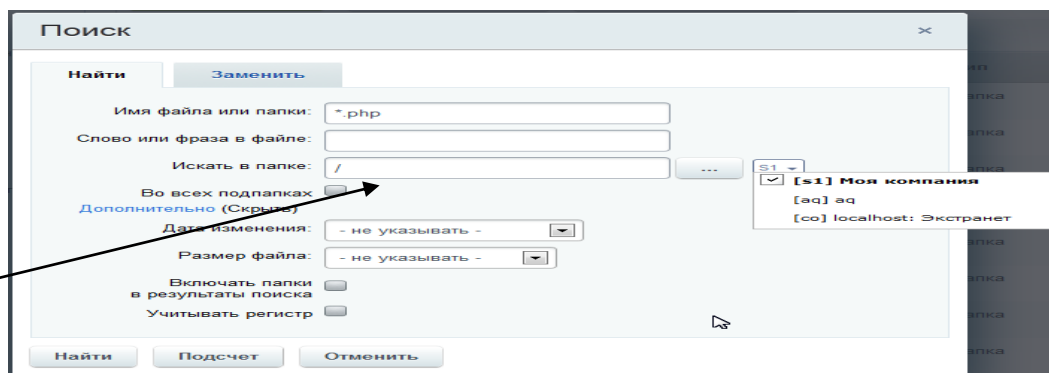 Поиск
Найти Заменить
Имя файла или папки: *.php
Слово или фраза в файле:
Искать в папке: / ... S1
[s1] Моя компания
Во всех подпапках
[aq] aq
Дополнительно (Скрыть)
[co] localhost: Экстранет
Дата изменения: - не указывать -
Размер файла: - не указывать -
Включать папки
в результаты поиска
Учитывать регистр
Найти Подсчет Отменить